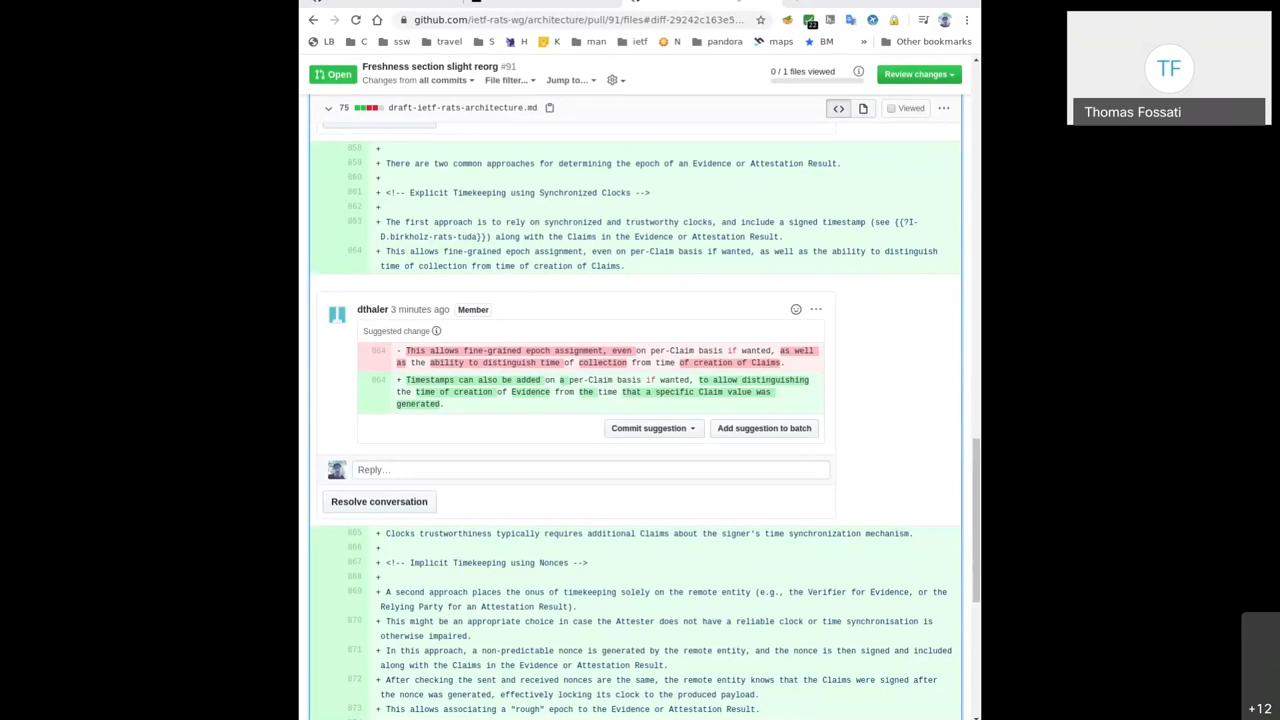 github.com/ietf-rats-wg/architecture/pull/91/files#diff-29242c163e5...
22
LB C ssw travel S H K man ietf N pandora maps BM » Other bookmarks
Open Freshness section slight reorg #91
Changes from all commits File filter... Jump to... 0 / 1 files viewed Review changes
75 draft-ietf-rats-architecture.md Viewed
858 +
859 + There are two common approaches for determining the epoch of an Evidence or Attestation Result.
860 +
861 + <!-- Explicit Timekeeping using Synchronized Clocks -->
862 +
863 + The first approach is to rely on synchronized and trustworthy clocks, and include a signed timestamp (see {{?I-
D.birkholz-rats-tuda}}) along with the Claims in the Evidence or Attestation Result.
864 + This allows fine-grained epoch assignment, even on per-Claim basis if wanted, as well as the ability to distinguish
time of collection from time of creation of Claims.
dthaler 3 minutes ago Member
Suggested change
864 - This allows fine-grained epoch assignment, even on per-Claim basis if wanted, as well
as the ability to distinguish time of collection from time of creation of Claims.
864 + Timestamps can also be added on a per-Claim basis if wanted, to allow distinguishing
the time of creation of Evidence from the time that a specific Claim value was
generated.
Commit suggestion Add suggestion to batch
Reply...
Resolve conversation
865 + Clocks trustworthiness typically requires additional Claims about the signer's time synchronization mechanism.
866 +
867 + <!-- Implicit Timekeeping using Nonces -->
868 +
869 + A second approach places the onus of timekeeping solely on the remote entity (e.g., the Verifier for Evidence, or the
Relying Party for an Attestation Result).
870 + This might be an appropriate choice in case the Attester does not have a reliable clock or time synchronisation is
otherwise impaired.
871 + In this approach, a non-predictable nonce is generated by the remote entity, and the nonce is then signed and included
along with the Claims in the Evidence or Attestation Result.
872 + After checking the sent and received nonces are the same, the remote entity knows that the Claims were signed after
the nonce was generated, effectively locking its clock to the produced payload.
873 + This allows associating a "rough" epoch to the Evidence or Attestation Result.
TF
Thomas Fossati
+12